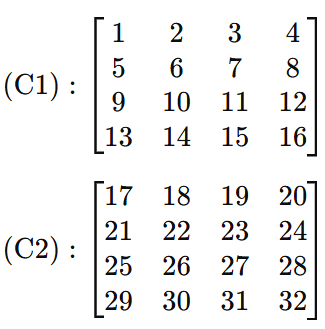 (C1) :
1 2 3 4
5 6 7 8
9 10 11 12
13 14 15 16
(C2) :
17 18 19 20
21 22 23 24
25 26 27 28
29 30 31 32